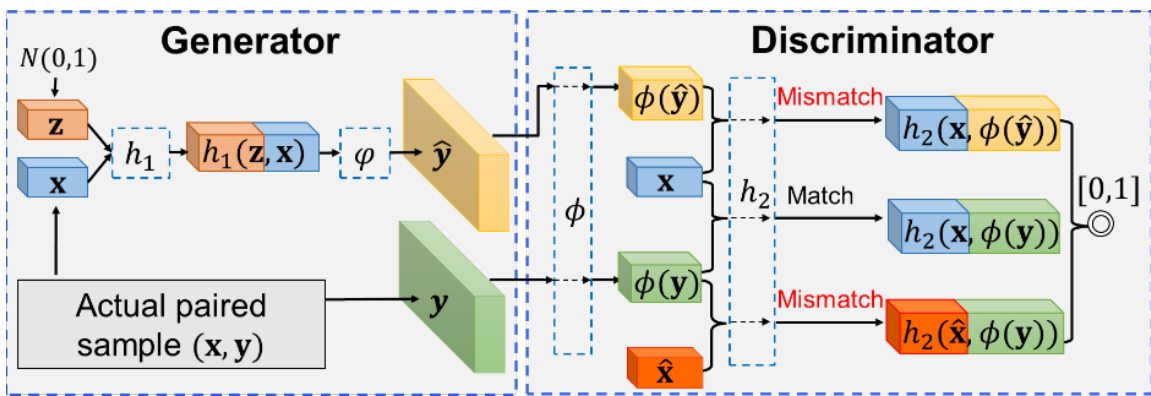 Generator
N(0,1)
z
x
h₁
h₁(z, x)
φ
ŷ
y
Actual paired
sample (x, y)
Discriminator
ϕ
ϕ(ŷ)
x
ϕ(y)
x̂
h₂
Mismatch
Match
Mismatch
h₂(x, ϕ(ŷ))
h₂(x, ϕ(y))
h₂(x̂, ϕ(y))
[0,1]